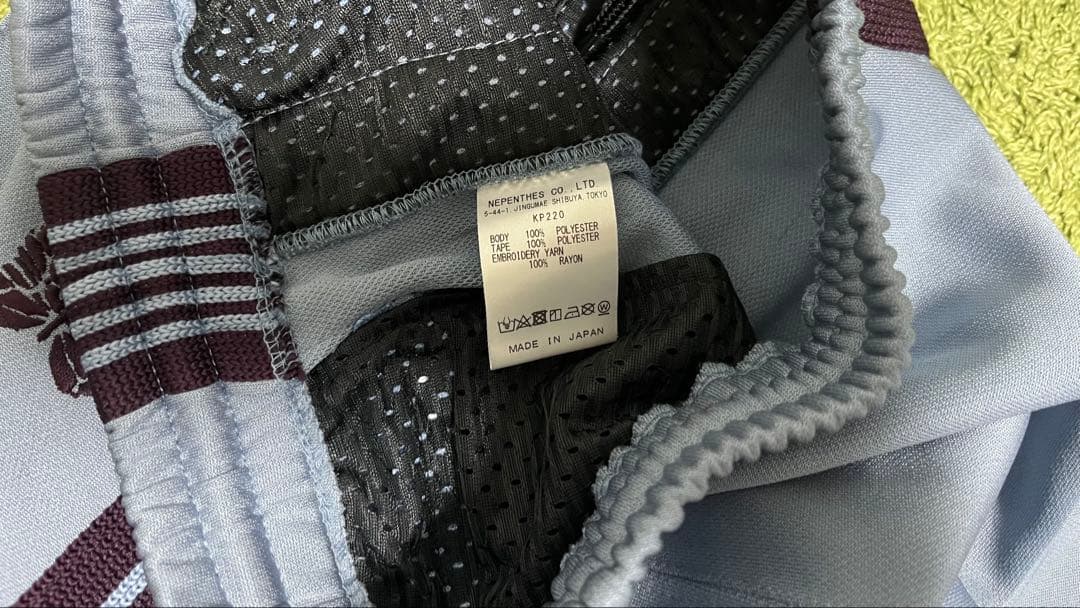 NEPENTHES CO.,LTD
5-44-1 JINGUMAE SHIBUYA TOKYO
KP220
BODY 100% POLYESTER
TAPE 100% POLYESTER
EMBROIDERY YARN
100% RAYON
W
MADE IN JAPAN